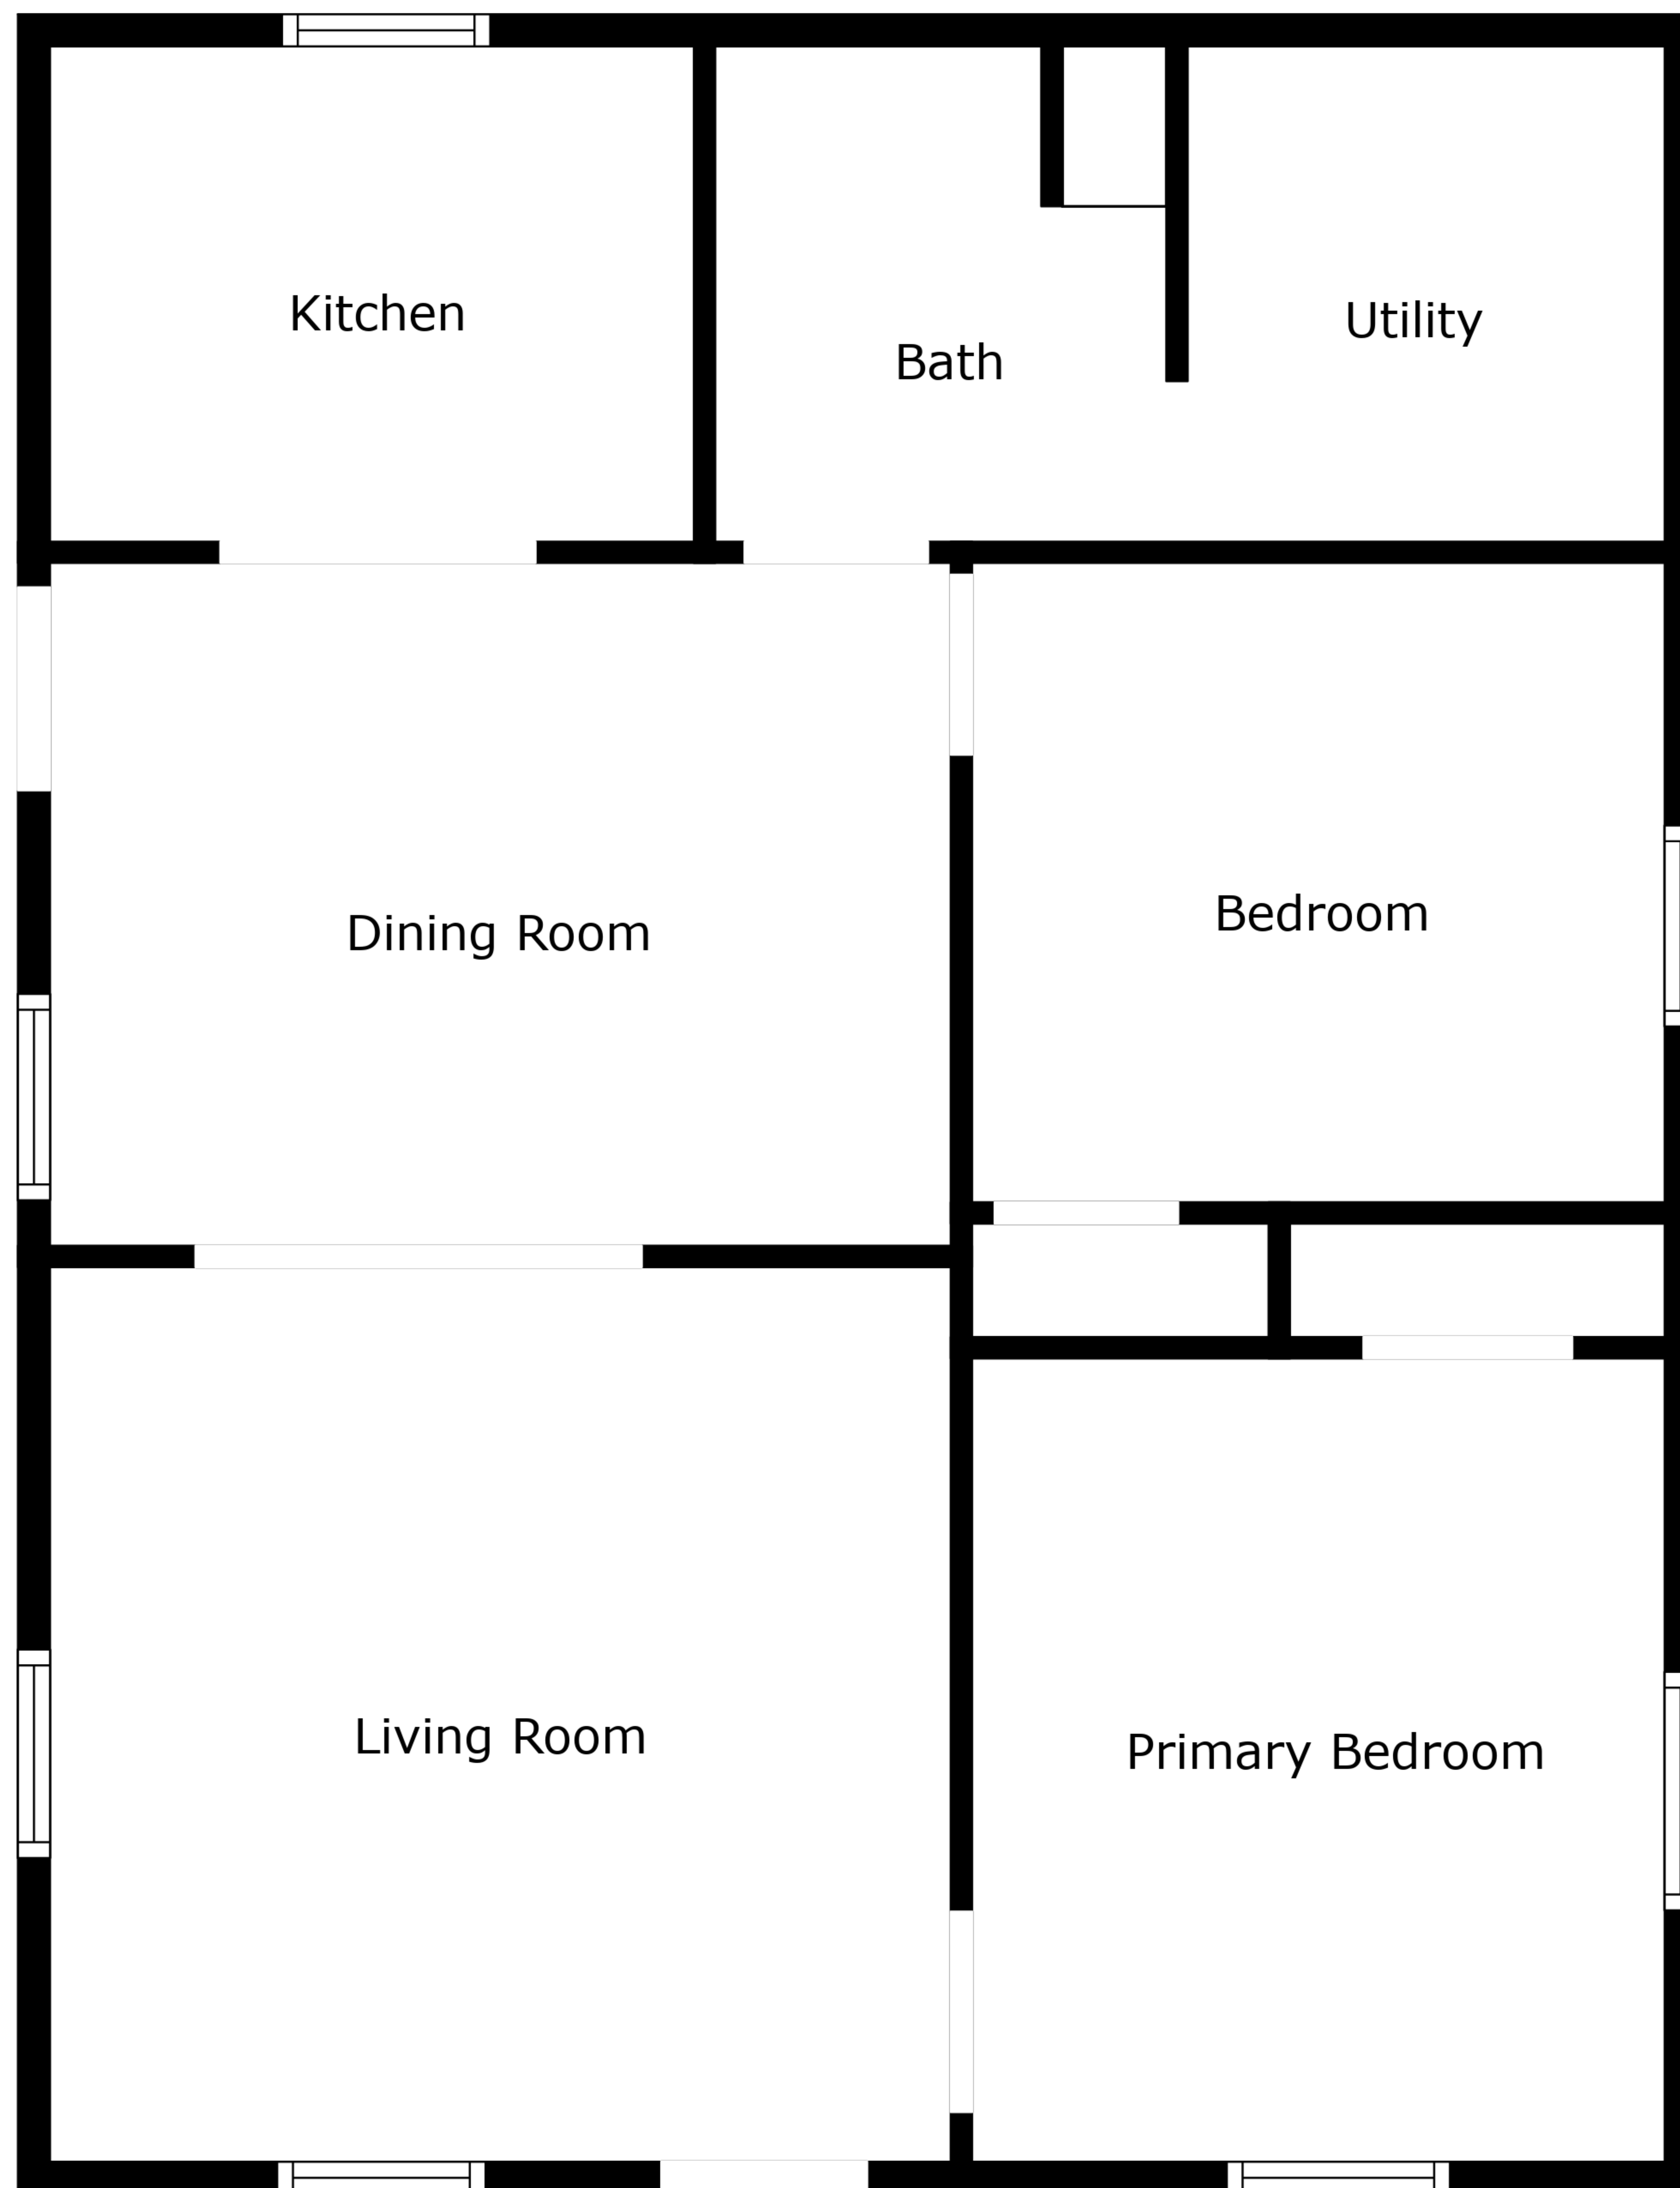 Kitchen
Bath
Utility
Dining Room
Bedroom
Living Room
Primary Bedroom